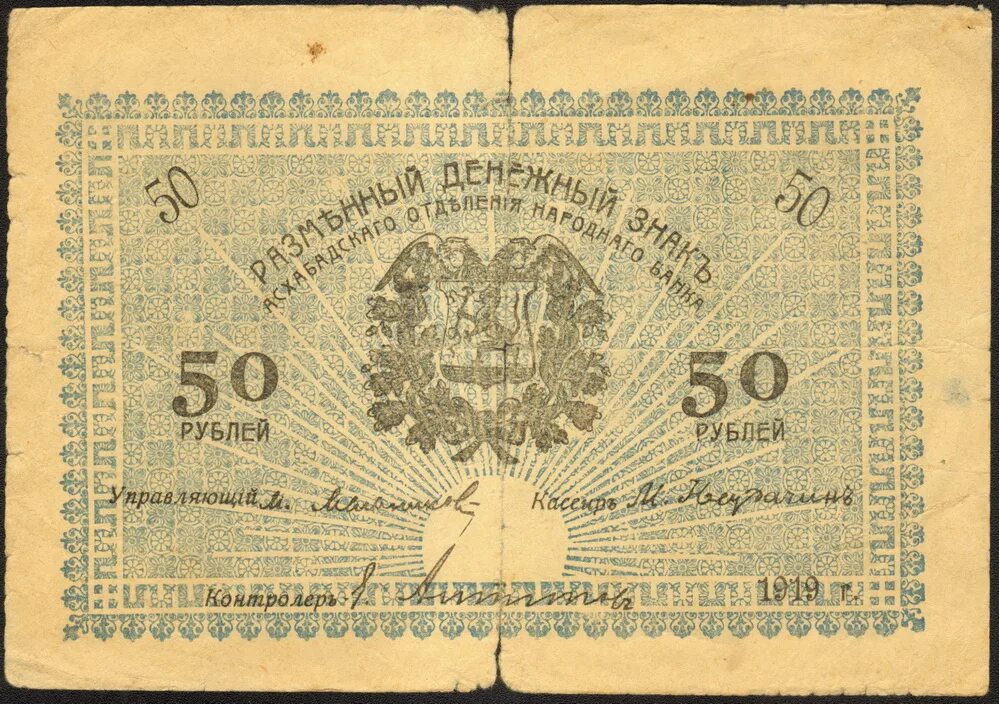 50 50
РАЗМѢННЫЙ ДЕНЕЖНЫЙ ЗНАКЪ
АСХАБАДСКАГО ОТДѢЛЕНІЯ НАРОДНАГО БАНКА
50 50
РУБЛЕЙ РУБЛЕЙ
Управляющій М. Кассиръ М.
Контролеръ
1919 г.